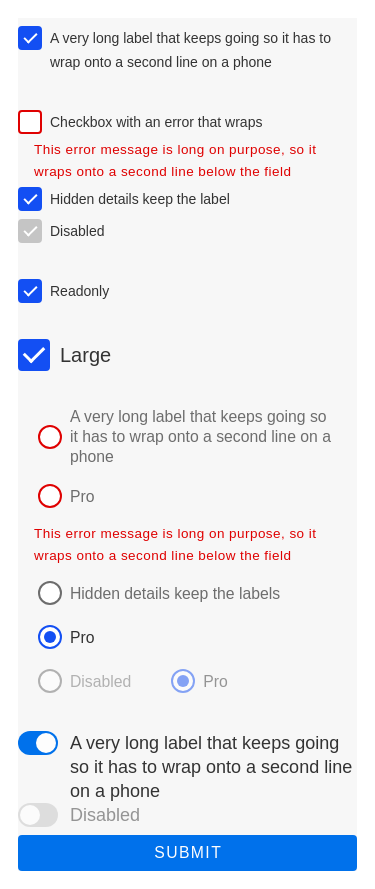 A very long label that keeps going so it has to
wrap onto a second line on a phone
Checkbox with an error that wraps
This error message is long on purpose, so it
wraps onto a second line below the field
Hidden details keep the label
Disabled
Readonly
Large
A very long label that keeps going so
it has to wrap onto a second line on a
phone
Pro
This error message is long on purpose, so it
wraps onto a second line below the field
Hidden details keep the labels
Pro
Disabled Pro
A very long label that keeps going
so it has to wrap onto a second line
on a phone
Disabled
SUBMIT